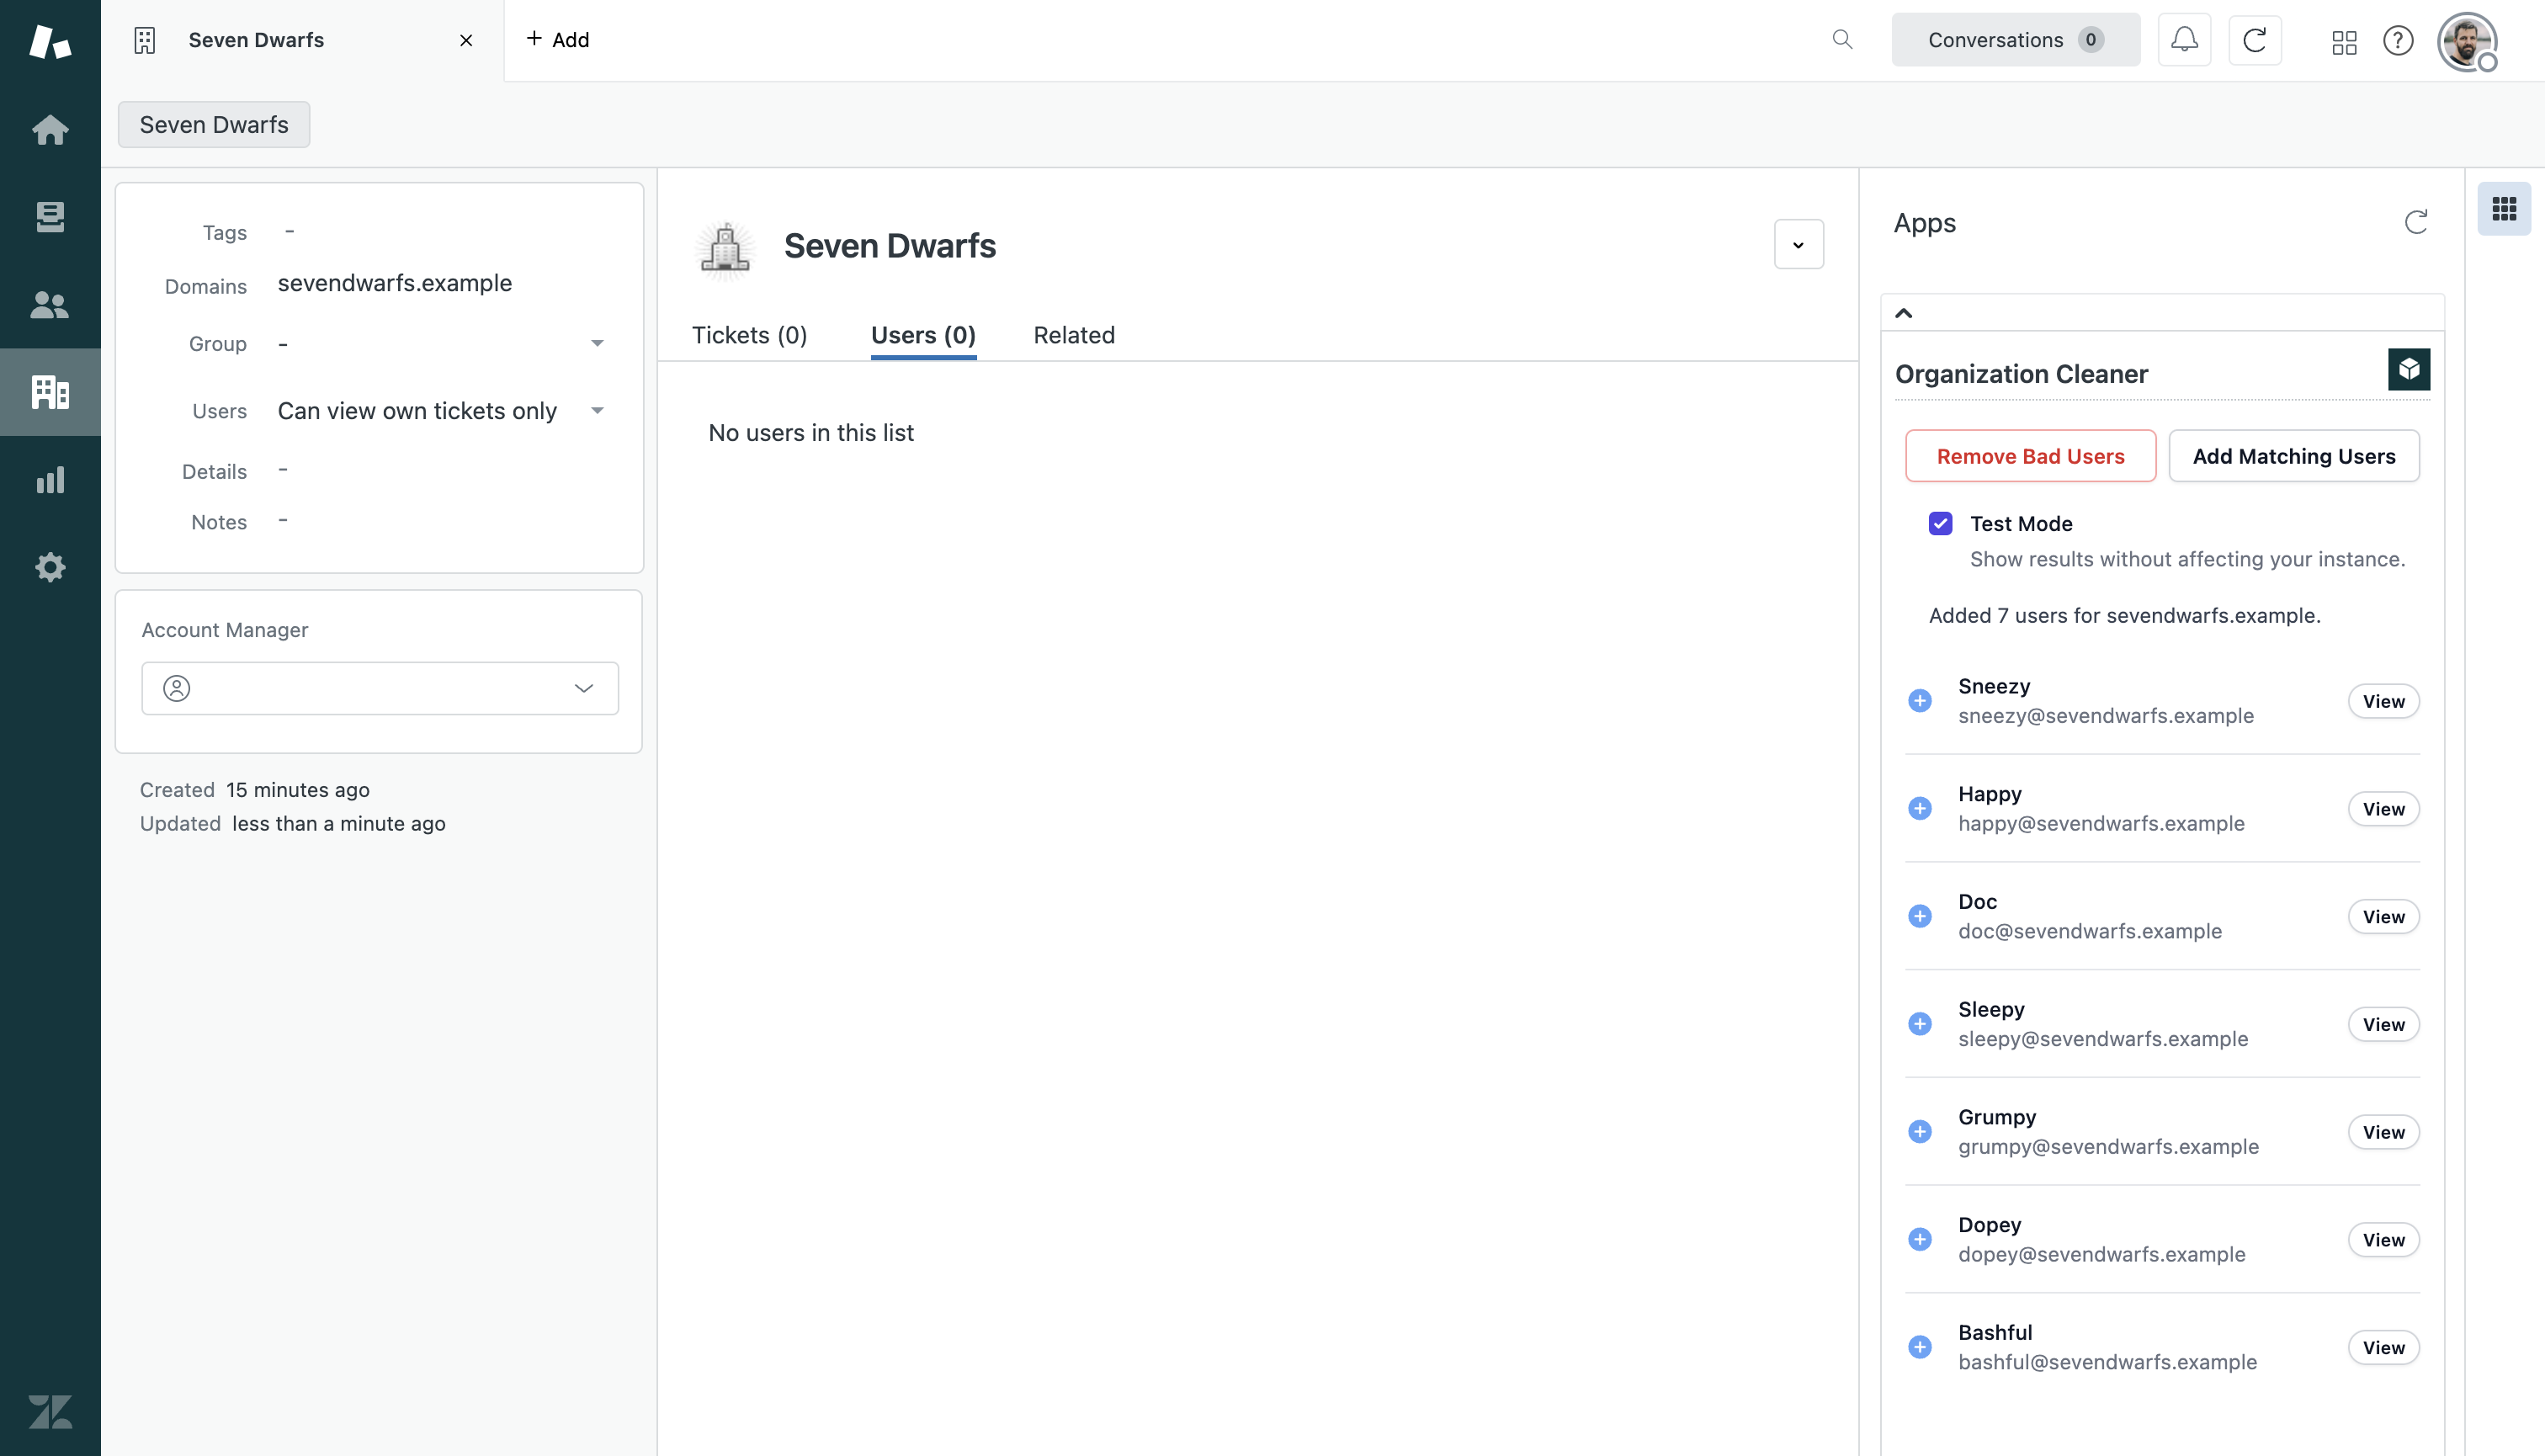 Seven Dwarfs
+ Add
Conversations 0
Seven Dwarfs
Tags -
Domains sevendwarfs.example
Group -
Users Can view own tickets only
Details -
Notes -
Account Manager
Created 15 minutes ago
Updated less than a minute ago
Seven Dwarfs
Tickets (0) Users (0) Related
No users in this list
Apps
Organization Cleaner
Remove Bad Users Add Matching Users
Test Mode
Show results without affecting your instance.
Added 7 users for sevendwarfs.example.
Sneezy
sneezy@sevendwarfs.example
View
Happy
happy@sevendwarfs.example
View
Doc
doc@sevendwarfs.example
View
Sleepy
sleepy@sevendwarfs.example
View
Grumpy
grumpy@sevendwarfs.example
View
Dopey
dopey@sevendwarfs.example
View
Bashful
bashful@sevendwarfs.example
View